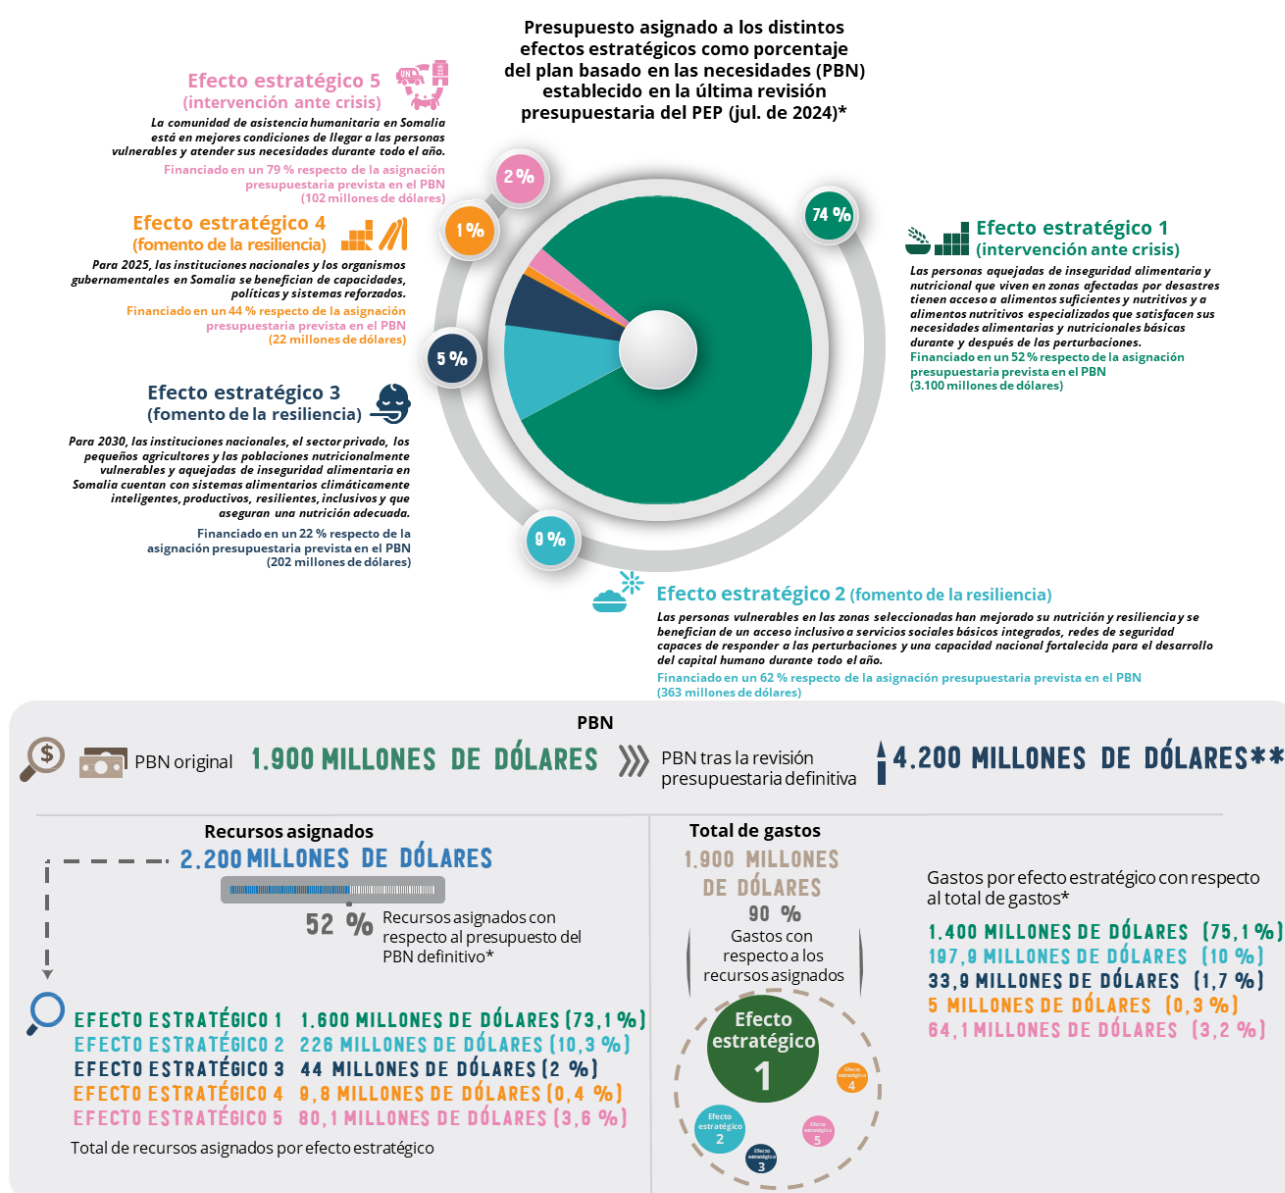 Presupuesto asignado a los distintos
efectos estratégicos como porcentaje
del plan basado en las necesidades (PBN)
establecido en la última revisión
presupuestaria del PEP (jul. de 2024)*
Efecto estratégico 5
(intervención ante crisis)
La comunidad de asistencia humanitaria en Somalia
está en mejores condiciones de llegar a las personas
vulnerables y atender sus necesidades durante todo el año.
Financiado en un 79 % respecto de la asignación
presupuestaria prevista en el PBN
(102 millones de dólares)
UN
2 %
Efecto estratégico 4
(fomento de la resiliencia)
Para 2025, las instituciones nacionales y los organismos
gubernamentales en Somalia se benefician de capacidades,
políticas y sistemas reforzados.
Financiado en un 44 % respecto de la asignación
presupuestaria prevista en el PBN
(22 millones de dólares)
1 %
74 %
Efecto estratégico 1
(intervención ante crisis)
Las personas aquejadas de inseguridad alimentaria y
nutricional que viven en zonas afectadas por desastres
tienen acceso a alimentos suficientes y nutritivos y a
alimentos nutritivos especializados que satisfacen sus
necesidades alimentarias y nutricionales básicas
durante y después de las perturbaciones.
Financiado en un 52 % respecto de la asignación
presupuestaria prevista en el PBN
(3.100 millones de dólares)
5 %
Efecto estratégico 3
(fomento de la resiliencia)
Para 2030, las instituciones nacionales, el sector privado, los
pequeños agricultores y las poblaciones nutricionalmente
vulnerables y aquejadas de inseguridad alimentaria en
Somalia cuentan con sistemas alimentarios climáticamente
inteligentes, productivos, resilientes, inclusivos y que
aseguran una nutrición adecuada.
Financiado en un 22 % respecto de la
asignación presupuestaria prevista en el PBN
(202 millones de dólares)
9 %
Efecto estratégico 2 (fomento de la resiliencia)
Las personas vulnerables en las zonas seleccionadas han mejorado su nutrición y resiliencia y se
benefician de un acceso inclusivo a servicios sociales básicos integrados, redes de seguridad
capaces de responder a las perturbaciones y una capacidad nacional fortalecida para el desarrollo
del capital humano durante todo el año.
Financiado en un 62 % respecto de la asignación presupuestaria prevista en el PBN
(363 millones de dólares)
PBN
$
PBN original
1.900 MILLONES DE DÓLARES
PBN tras la revisión
presupuestaria definitiva
4.200 MILLONES DE DÓLARES**
Recursos asignados
2.200 MILLONES DE DÓLARES
52 %
Recursos asignados con
respecto al presupuesto del
PBN definitivo*
EFECTO ESTRATÉGICO 1 1.600 MILLONES DE DÓLARES (73,1 %)
EFECTO ESTRATÉGICO 2 226 MILLONES DE DÓLARES (10,3 %)
EFECTO ESTRATÉGICO 3 44 MILLONES DE DÓLARES (2 %)
EFECTO ESTRATÉGICO 4 9,8 MILLONES DE DÓLARES (0,4 %)
EFECTO ESTRATÉGICO 5 80,1 MILLONES DE DÓLARES (3,6 %)
Total de recursos asignados por efecto estratégico
Total de gastos
1.900 MILLONES
DE DÓLARES
90 %
Gastos con
respecto a los
recursos asignados
Efecto
estratégico
1
Efecto
estratégico
4
Efecto
estratégico
2
Efecto
estratégico
5
Efecto
estratégico
3
Gastos por efecto estratégico con respecto
al total de gastos*
1.400 MILLONES DE DÓLARES (75,1 %)
197,9 MILLONES DE DÓLARES (10 %)
33,9 MILLONES DE DÓLARES (1,7 %)
5 MILLONES DE DÓLARES (0,3 %)
64,1 MILLONES DE DÓLARES (3,2 %)